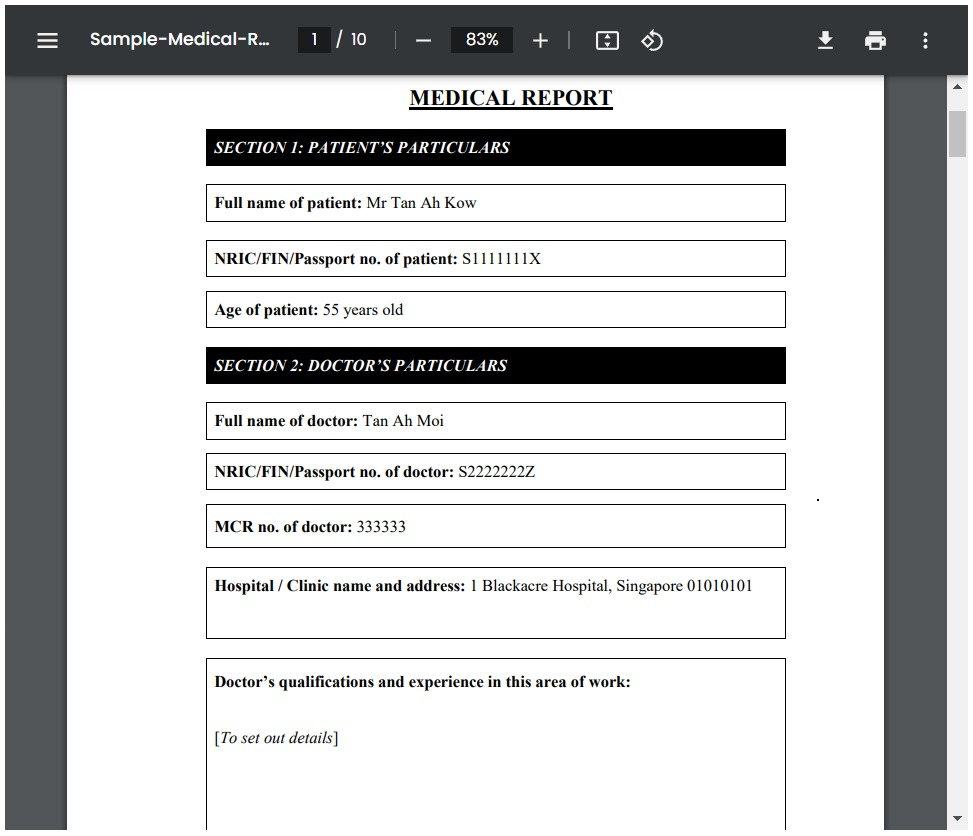 Sample-Medical-R...
1 / 10
83%
MEDICAL REPORT
SECTION 1: PATIENT’S PARTICULARS
Full name of patient: Mr Tan Ah Kow
NRIC/FIN/Passport no. of patient: S1111111X
Age of patient: 55 years old
SECTION 2: DOCTOR’S PARTICULARS
Full name of doctor: Tan Ah Moi
NRIC/FIN/Passport no. of doctor: S2222222Z
MCR no. of doctor: 333333
Hospital / Clinic name and address: 1 Blackacre Hospital, Singapore 01010101
Doctor’s qualifications and experience in this area of work:
[To set out details]